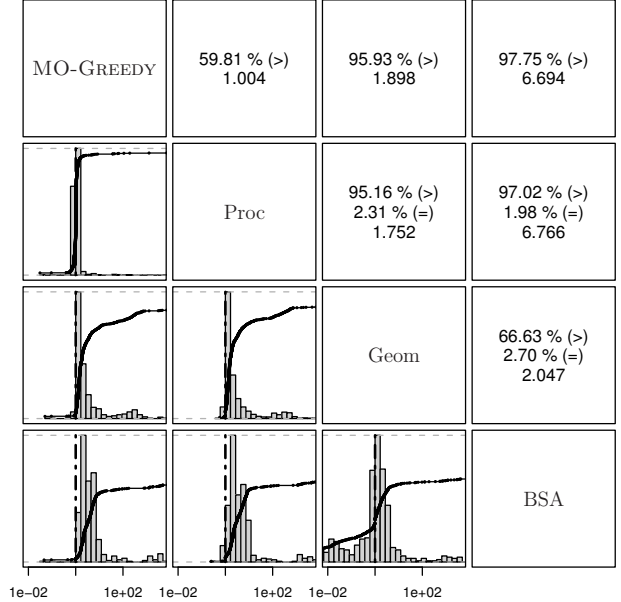 MO-GREEDY
59.81 % (>)
1.004
95.93 % (>)
1.898
97.75 % (>)
6.694
Proc
95.16 % (>)
2.31 % (=)
1.752
97.02 % (>)
1.98 % (=)
6.766
Geom
66.63 % (>)
2.70 % (=)
2.047
BSA
1e−02 1e+02 1e−02 1e+02 1e−02 1e+02